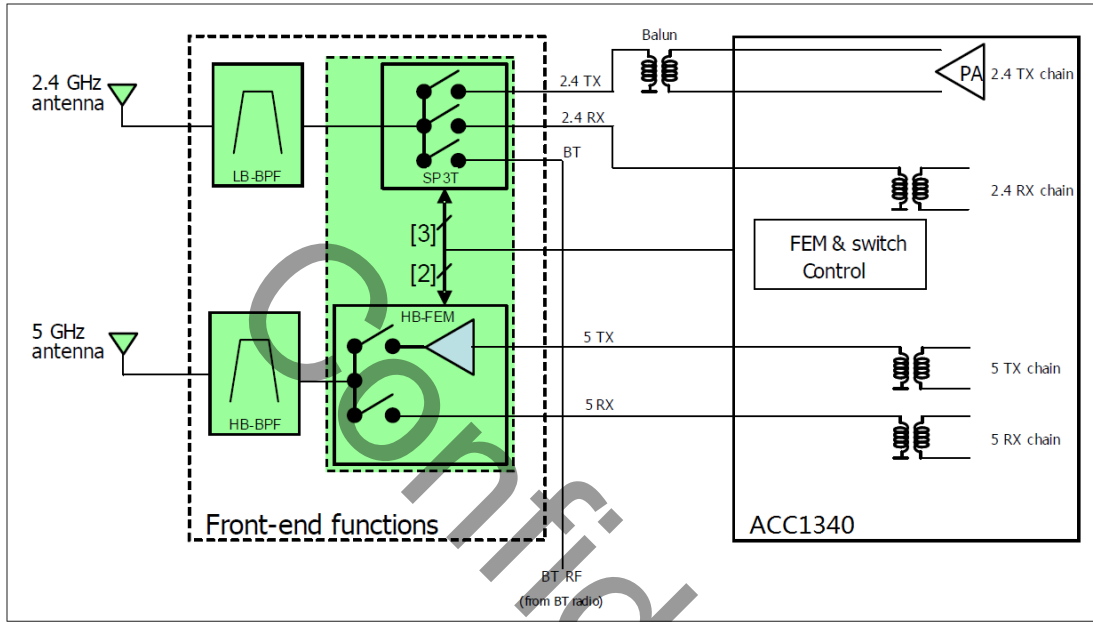 Balun
2.4 GHz
antenna
2.4 TX
PA
2.4 TX chain
2.4 RX
BT
LB-BPF
SP3T
2.4 RX chain
[3]
FEM & switch
Control
[2]
HB-FEM
5 GHz
antenna
5 TX
5 TX chain
5 RX
HB-BPF
5 RX chain
Front-end functions
ACC1340
BT RF
(from BT radio)
Confid